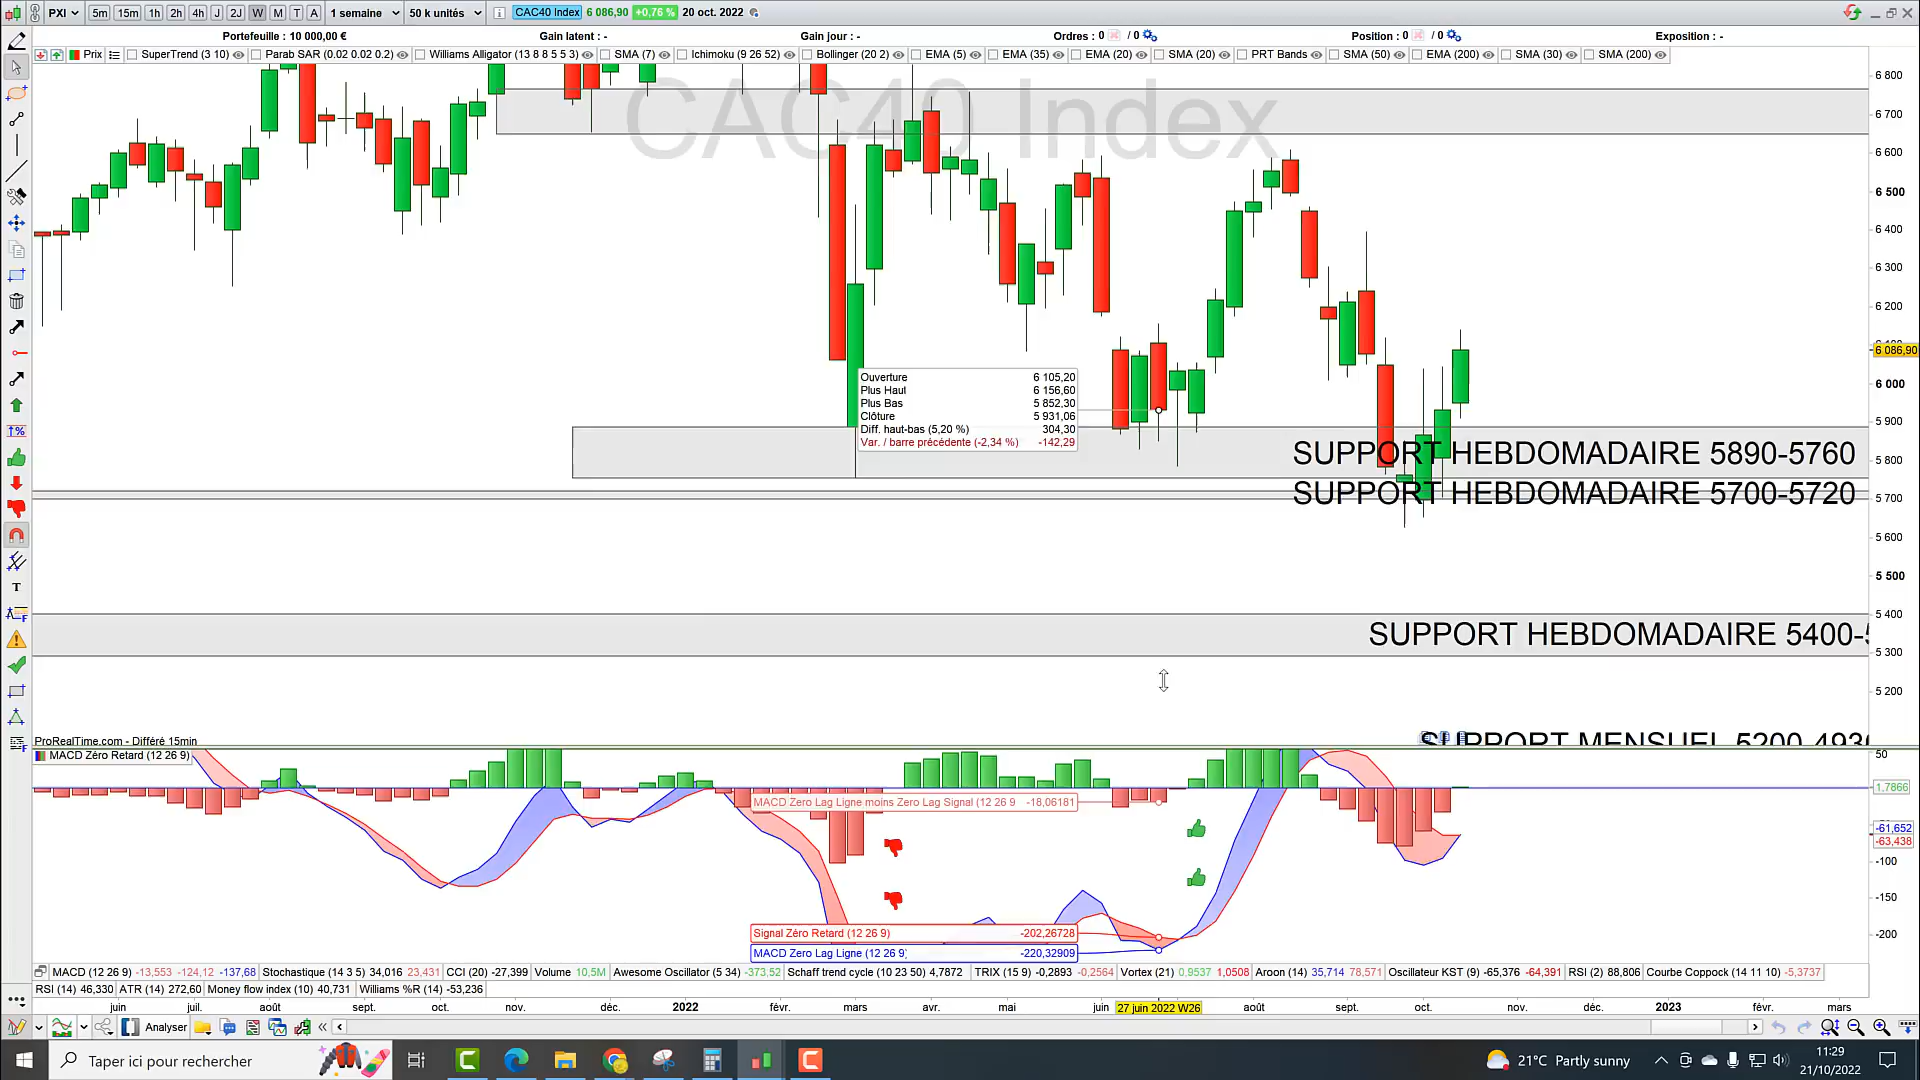 PXI 5m 15m 1h 2h 4h J 2J W M T A 1 semaine 50 k unités CAC40 Index 6 086,90 +0,76 % 20 oct. 2022
Portefeuille : 10 000,00 € Gain latent : - Gain jour : - Ordres : 0 / 0 Position : 0 / 0 Exposition : -
Prix SuperTrend (3 10) Parab SAR (0.02 0.02 0.2) Williams Alligator (13 8 8 5 5 3) SMA (7) Ichimoku (9 26 52) Bollinger (20 2) EMA (5) EMA (35) EMA (20) SMA (20) PRT Bands SMA (50) EMA (200) SMA (30) SMA (200)
CAC40 Index
6 800
6 700
6 600
6 500
6 400
6 300
6 200
6 086,90
6 000
5 900
5 800
5 700
5 600
5 500
5 400
5 300
5 200
Ouverture 6 105,20
Plus Haut 6 156,60
Plus Bas 5 852,30
Clôture 5 931,06
Diff. haut-bas (5,20 %) 304,30
Var. / barre précédente (-2,34 %) -142,29
SUPPORT HEBDOMADAIRE 5890-5760
SUPPORT HEBDOMADAIRE 5700-5720
SUPPORT HEBDOMADAIRE 5400-
SUPPORT MENSUEL 5200-4930
ProRealTime.com - Différé 15min
MACD Zéro Retard (12 26 9)
50
1,7866
-61,652
-63,438
-100
-150
-200
MACD Zero Lag Ligne moins Zero Lag Signal (12 26 9 -18,06181
Signal Zéro Retard (12 26 9) -202,26728
MACD Zero Lag Ligne (12 26 9) -220,32909
MACD (12 26 9) -13,553 -124,12 -137,68 Stochastique (14 3 5) 34,016 23,431 CCI (20) -27,399 Volume 10,5M Awesome Oscillator (5 34) -373,52 Schaff trend cycle (10 23 50) 4,7872 TRIX (15 9) -0,2893 -0,2564 Vortex (21) 0,9537 1,0508 Aroon (14) 35,714 78,571 Oscillateur KST (9) -65,376 -64,391 RSI (2) 88,806 Courbe Coppock (14 11 10) -5,3737
RSI (14) 46,330 ATR (14) 272,60 Money flow index (10) 40,731 Williams %R (14) -53,236
juin juil. août sept. oct. nov. déc. 2022 févr. mars avr. mai juin 27 juin 2022 W26 août sept. oct. nov. déc. 2023 févr. mars
Analyser
Taper ici pour rechercher
21°C Partly sunny
11:29
21/10/2022